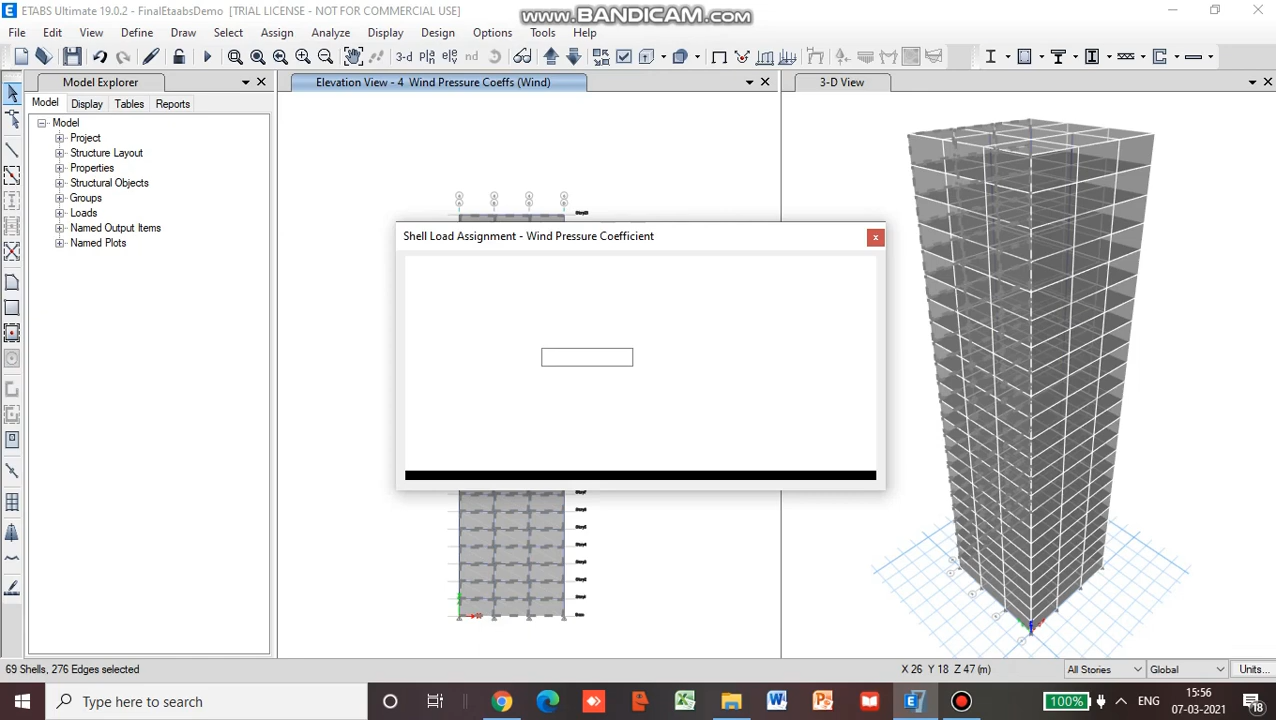 ETABS Ultimate 19.0.2 - FinalEtaabsDemo [TRIAL LICENSE - NOT FOR COMMERCIAL USE]
www.BANDICAM.com
File Edit View Define Draw Select Assign Analyze Display Design Options Tools Help
3-d
Model Explorer
Elevation View - 4 Wind Pressure Coeffs (Wind)
3-D View
Model Display Tables Reports
Model
Project
Structure Layout
Properties
Structural Objects
Groups
Loads
Named Output Items
Named Plots
Shell Load Assignment - Wind Pressure Coefficient
69 Shells, 276 Edges selected
X 26 Y 18 Z 47 (m)
All Stories
Global
Units...
Type here to search
100%
ENG
15:56
07-03-2021
18